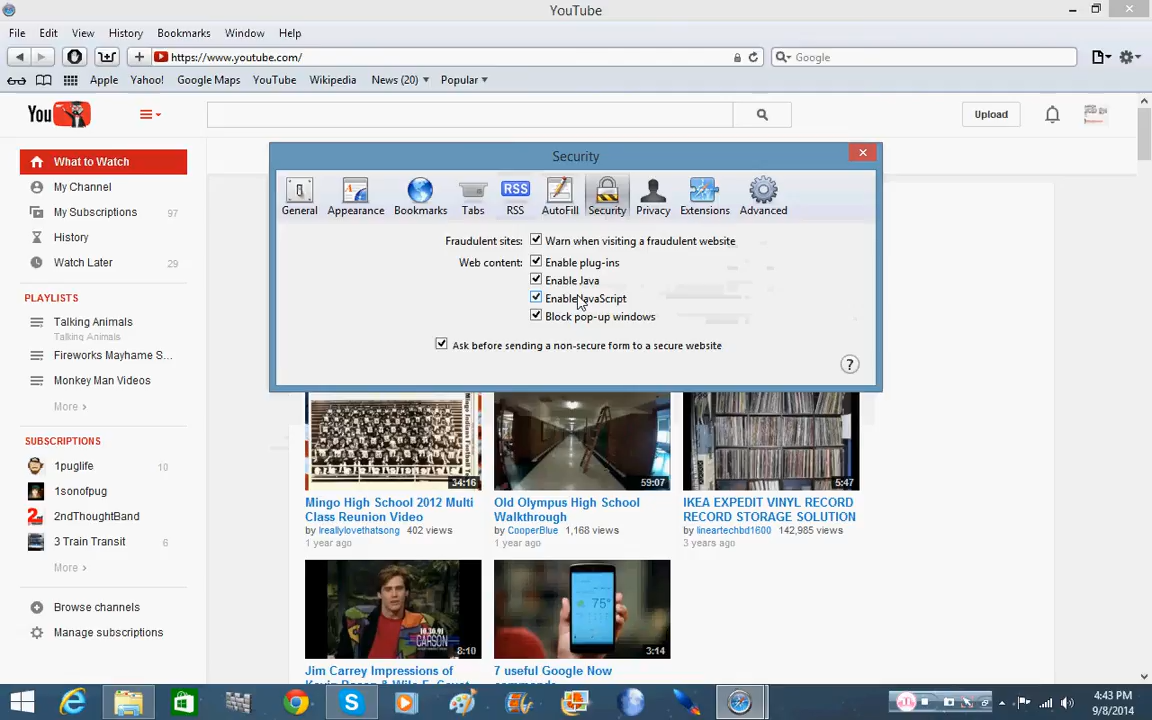 YouTube
File Edit View History Bookmarks Window Help
https://www.youtube.com/
Google
Apple Yahoo! Google Maps YouTube Wikipedia News (20) Popular
You
Upload
What to Watch
My Channel
My Subscriptions 97
History
Watch Later 29
PLAYLISTS
Talking Animals
Talking Animals
Fireworks Mayhame S...
Monkey Man Videos
More >
SUBSCRIPTIONS
1puglife 10
1sonofpug
2ndThoughtBand
3 Train Transit 6
More >
Browse channels
Manage subscriptions
Security
General Appearance Bookmarks Tabs RSS AutoFill Security Privacy Extensions Advanced
RSS
Fraudulent sites: Warn when visiting a fraudulent website
Web content: Enable plug-ins
Enable Java
Enable JavaScript
Block pop-up windows
Ask before sending a non-secure form to a secure website
?
34:16
Mingo High School 2012 Multi
Class Reunion Video
by Ireallylovethatsong 402 views
1 year ago
59:07
Old Olympus High School
Walkthrough
by CooperBlue 1,168 views
1 year ago
5:47
IKEA EXPEDIT VINYL RECORD
RECORD STORAGE SOLUTION
by lineartechbd1600 142,985 views
3 years ago
10.30.91
CARSON
8:10
Jim Carrey Impressions of
75°
3:14
7 useful Google Now
4:43 PM
9/8/2014